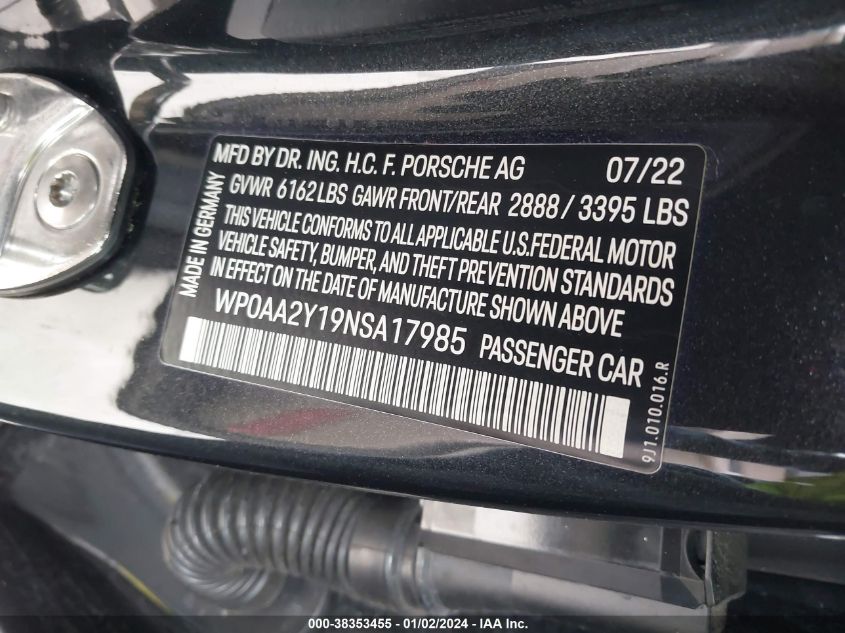 MFD BY DR. ING. H.C. F. PORSCHE AG 07/22
GVWR 6162 LBS GAWR FRONT/REAR 2888 / 3395 LBS
THIS VEHICLE CONFORMS TO ALL APPLICABLE U.S.FEDERAL MOTOR
VEHICLE SAFETY, BUMPER, AND THEFT PREVENTION STANDARDS
IN EFFECT ON THE DATE OF MANUFACTURE SHOWN ABOVE
WP0AA2Y19NSA17985 PASSENGER CAR
MADE IN GERMANY
9J1.010.016.R
000-38353455 - 01/02/2024 - IAAI.com.